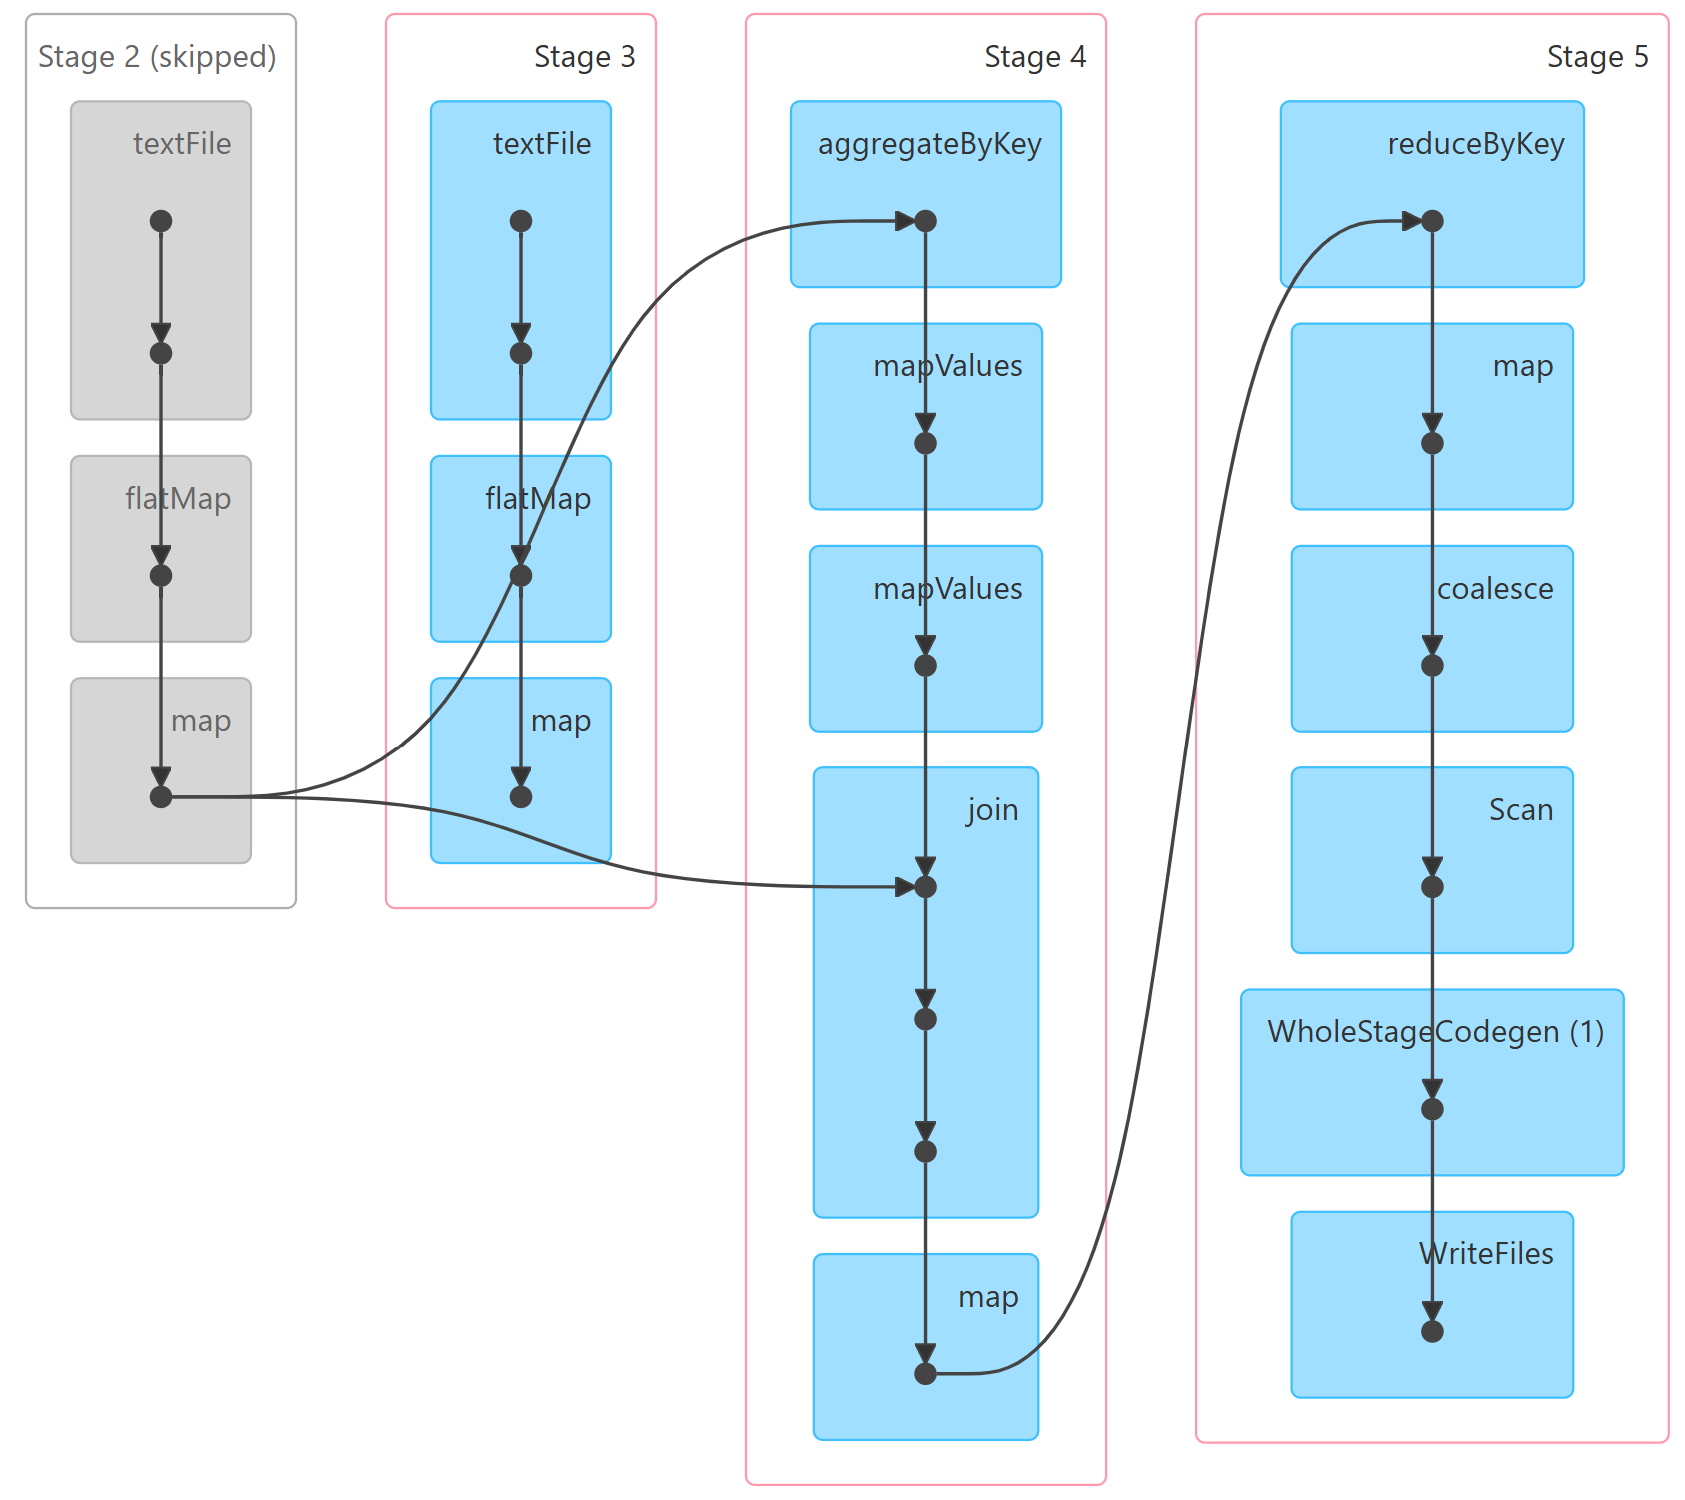 Stage 2 (skipped)
textFile
flatMap
map
Stage 3
textFile
flatMap
map
Stage 4
aggregateByKey
mapValues
mapValues
join
map
Stage 5
reduceByKey
map
coalesce
Scan
WholeStageCodegen (1)
WriteFiles